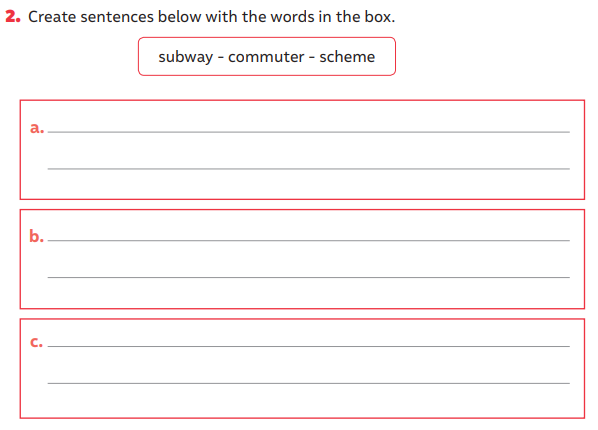 2. Create sentences below with the words in the box.
subway - commuter - scheme
a.
b.
c.